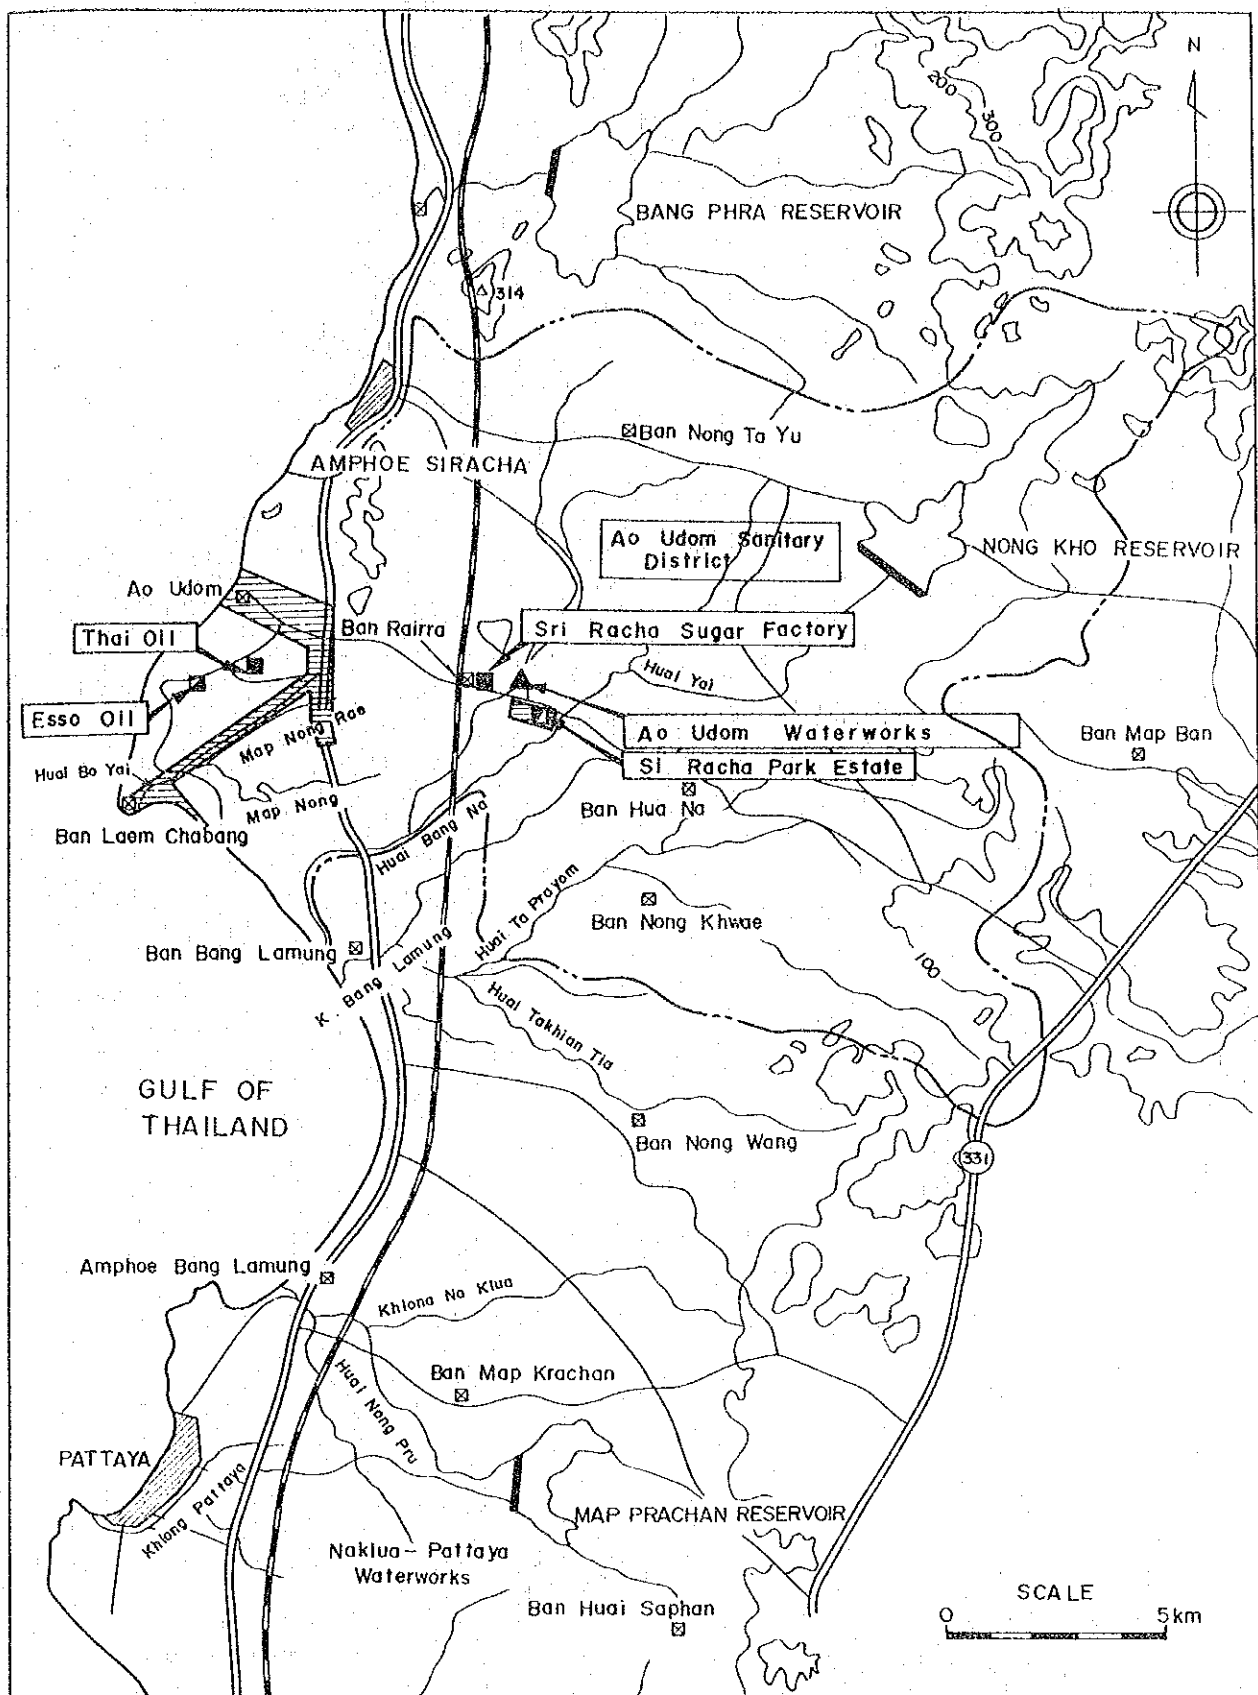 N
200
300
BANG PHRA RESERVOIR
314
Ban Nong Ta Yu
AMPHOE SIRACHA
Ao Udom Sanitary
District
NONG KHO RESERVOIR
Ao Udom
Thai Oil
Ban Rairra
Sri Racha Sugar Factory
Huai Yai
Esso Oil
Map Nong Rae
Ao Udom Waterworks
Ban Map Ban
Si Racha Park Estate
Huai Bo Yai
Map Nong
Ban Hua Na
Ban Laem Chabang
Huai Bang Na
Huai Ta Prayom
Ban Nong Khwae
Ban Bang Lamung
K. Bang Lamung
100
Huai Takhian Tia
GULF OF
THAILAND
Ban Nong Wang
331
Amphoe Bang Lamung
Khlong Na Klua
Ban Map Krachan
Huai Nong Pru
PATTAYA
Khlong Pattaya
MAP PRACHAN RESERVOIR
Naklua-Pattaya
Waterworks
SCALE
Ban Huai Saphan
0 5km